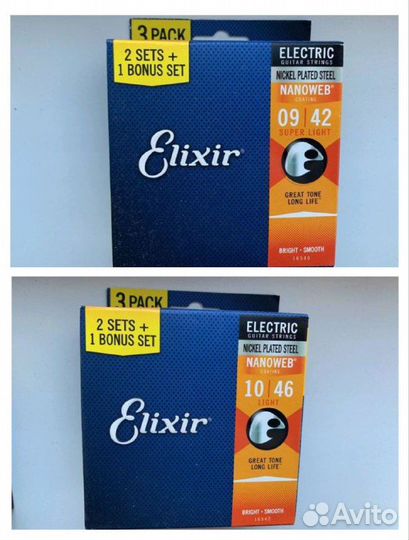 3 PACK
2 SETS +
1 BONUS SET
Elixir
ELECTRIC
GUITAR STRINGS
NICKEL PLATED STEEL
NANOWEB
COATING
09 | 42
SUPER LIGHT
GREAT TONE
LONG LIFE
BRIGHT • SMOOTH
16540
3 PACK
2 SETS +
1 BONUS SET
Elixir
ELECTRIC
GUITAR STRINGS
NICKEL PLATED STEEL
NANOWEB
COATING
10 | 46
LIGHT
GREAT TONE
LONG LIFE
BRIGHT • SMOOTH
Avito